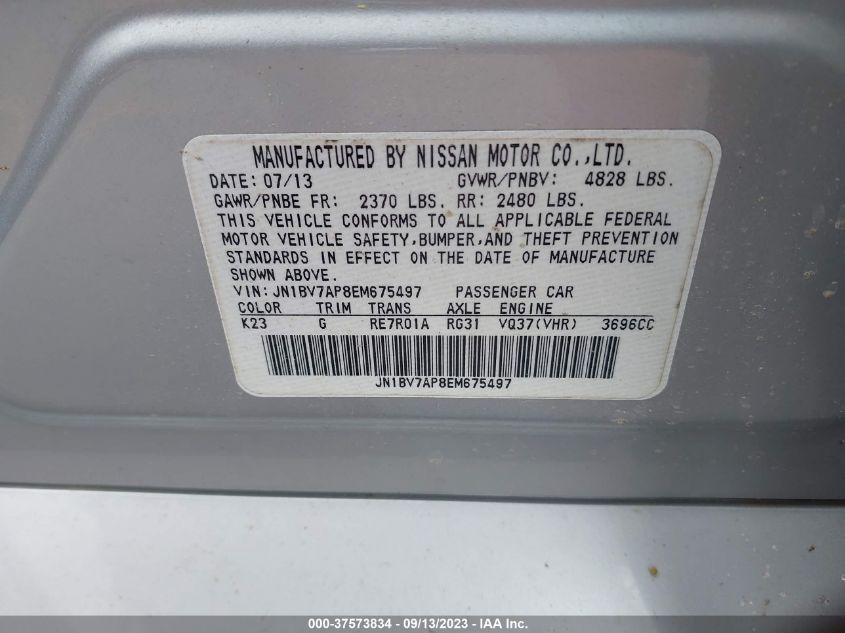 MANUFACTURED BY NISSAN MOTOR CO.,LTD.
DATE: 07/13 GVWR/PNBV: 4828 LBS.
GAWR/PNBE FR: 2370 LBS. RR: 2480 LBS.
THIS VEHICLE CONFORMS TO ALL APPLICABLE FEDERAL
MOTOR VEHICLE SAFETY,BUMPER,AND THEFT PREVENTION
STANDARDS IN EFFECT ON THE DATE OF MANUFACTURE
SHOWN ABOVE.
VIN: JN1BV7AP8EM675497 PASSENGER CAR
COLOR TRIM TRANS AXLE ENGINE
K23 G RE7R01A RG31 VQ37(VHR) 3696CC
JN1BV7AP8EM675497
000-37573834 - 09/13/2023 - IAA Inc.